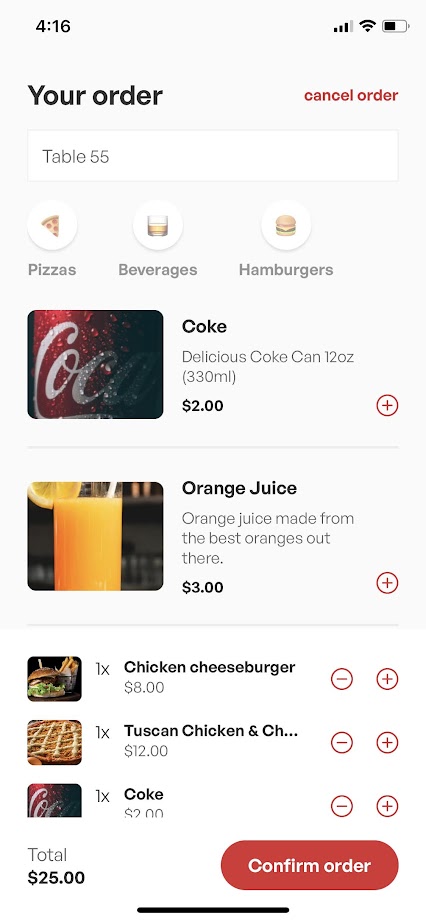 4:16
Your order
cancel order
Table 55
Pizzas
Beverages
Hamburgers
Coke
Delicious Coke Can 12oz
(330ml)
$2.00
Orange Juice
Orange juice made from
the best oranges out
there.
$3.00
1x Chicken cheeseburger
$8.00
1x Tuscan Chicken & Ch...
$12.00
1x Coke
$2.00
Total
$25.00
Confirm order